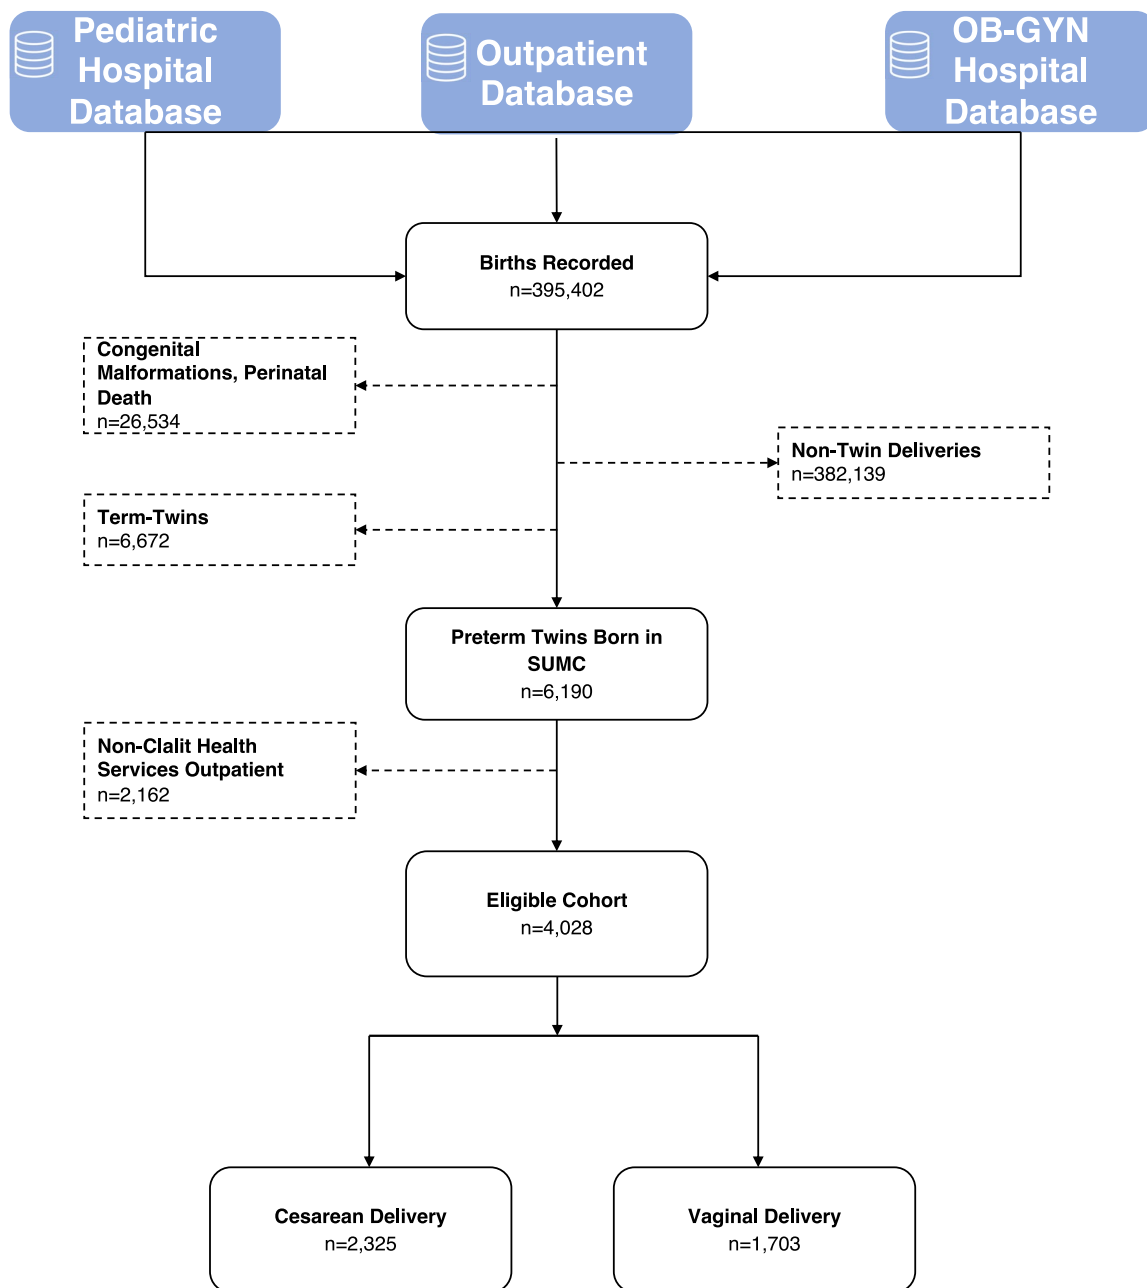 Pediatric
Hospital
Database
Outpatient
Database
OB-GYN
Hospital
Database
Births Recorded
n=395,402
Congenital
Malformations, Perinatal
Death
n=26,534
Non-Twin Deliveries
n=382,139
Term-Twins
n=6,672
Preterm Twins Born in
SUMC
n=6,190
Non-Clalit Health
Services Outpatient
n=2,162
Eligible Cohort
n=4,028
Cesarean Delivery
n=2,325
Vaginal Delivery
n=1,703